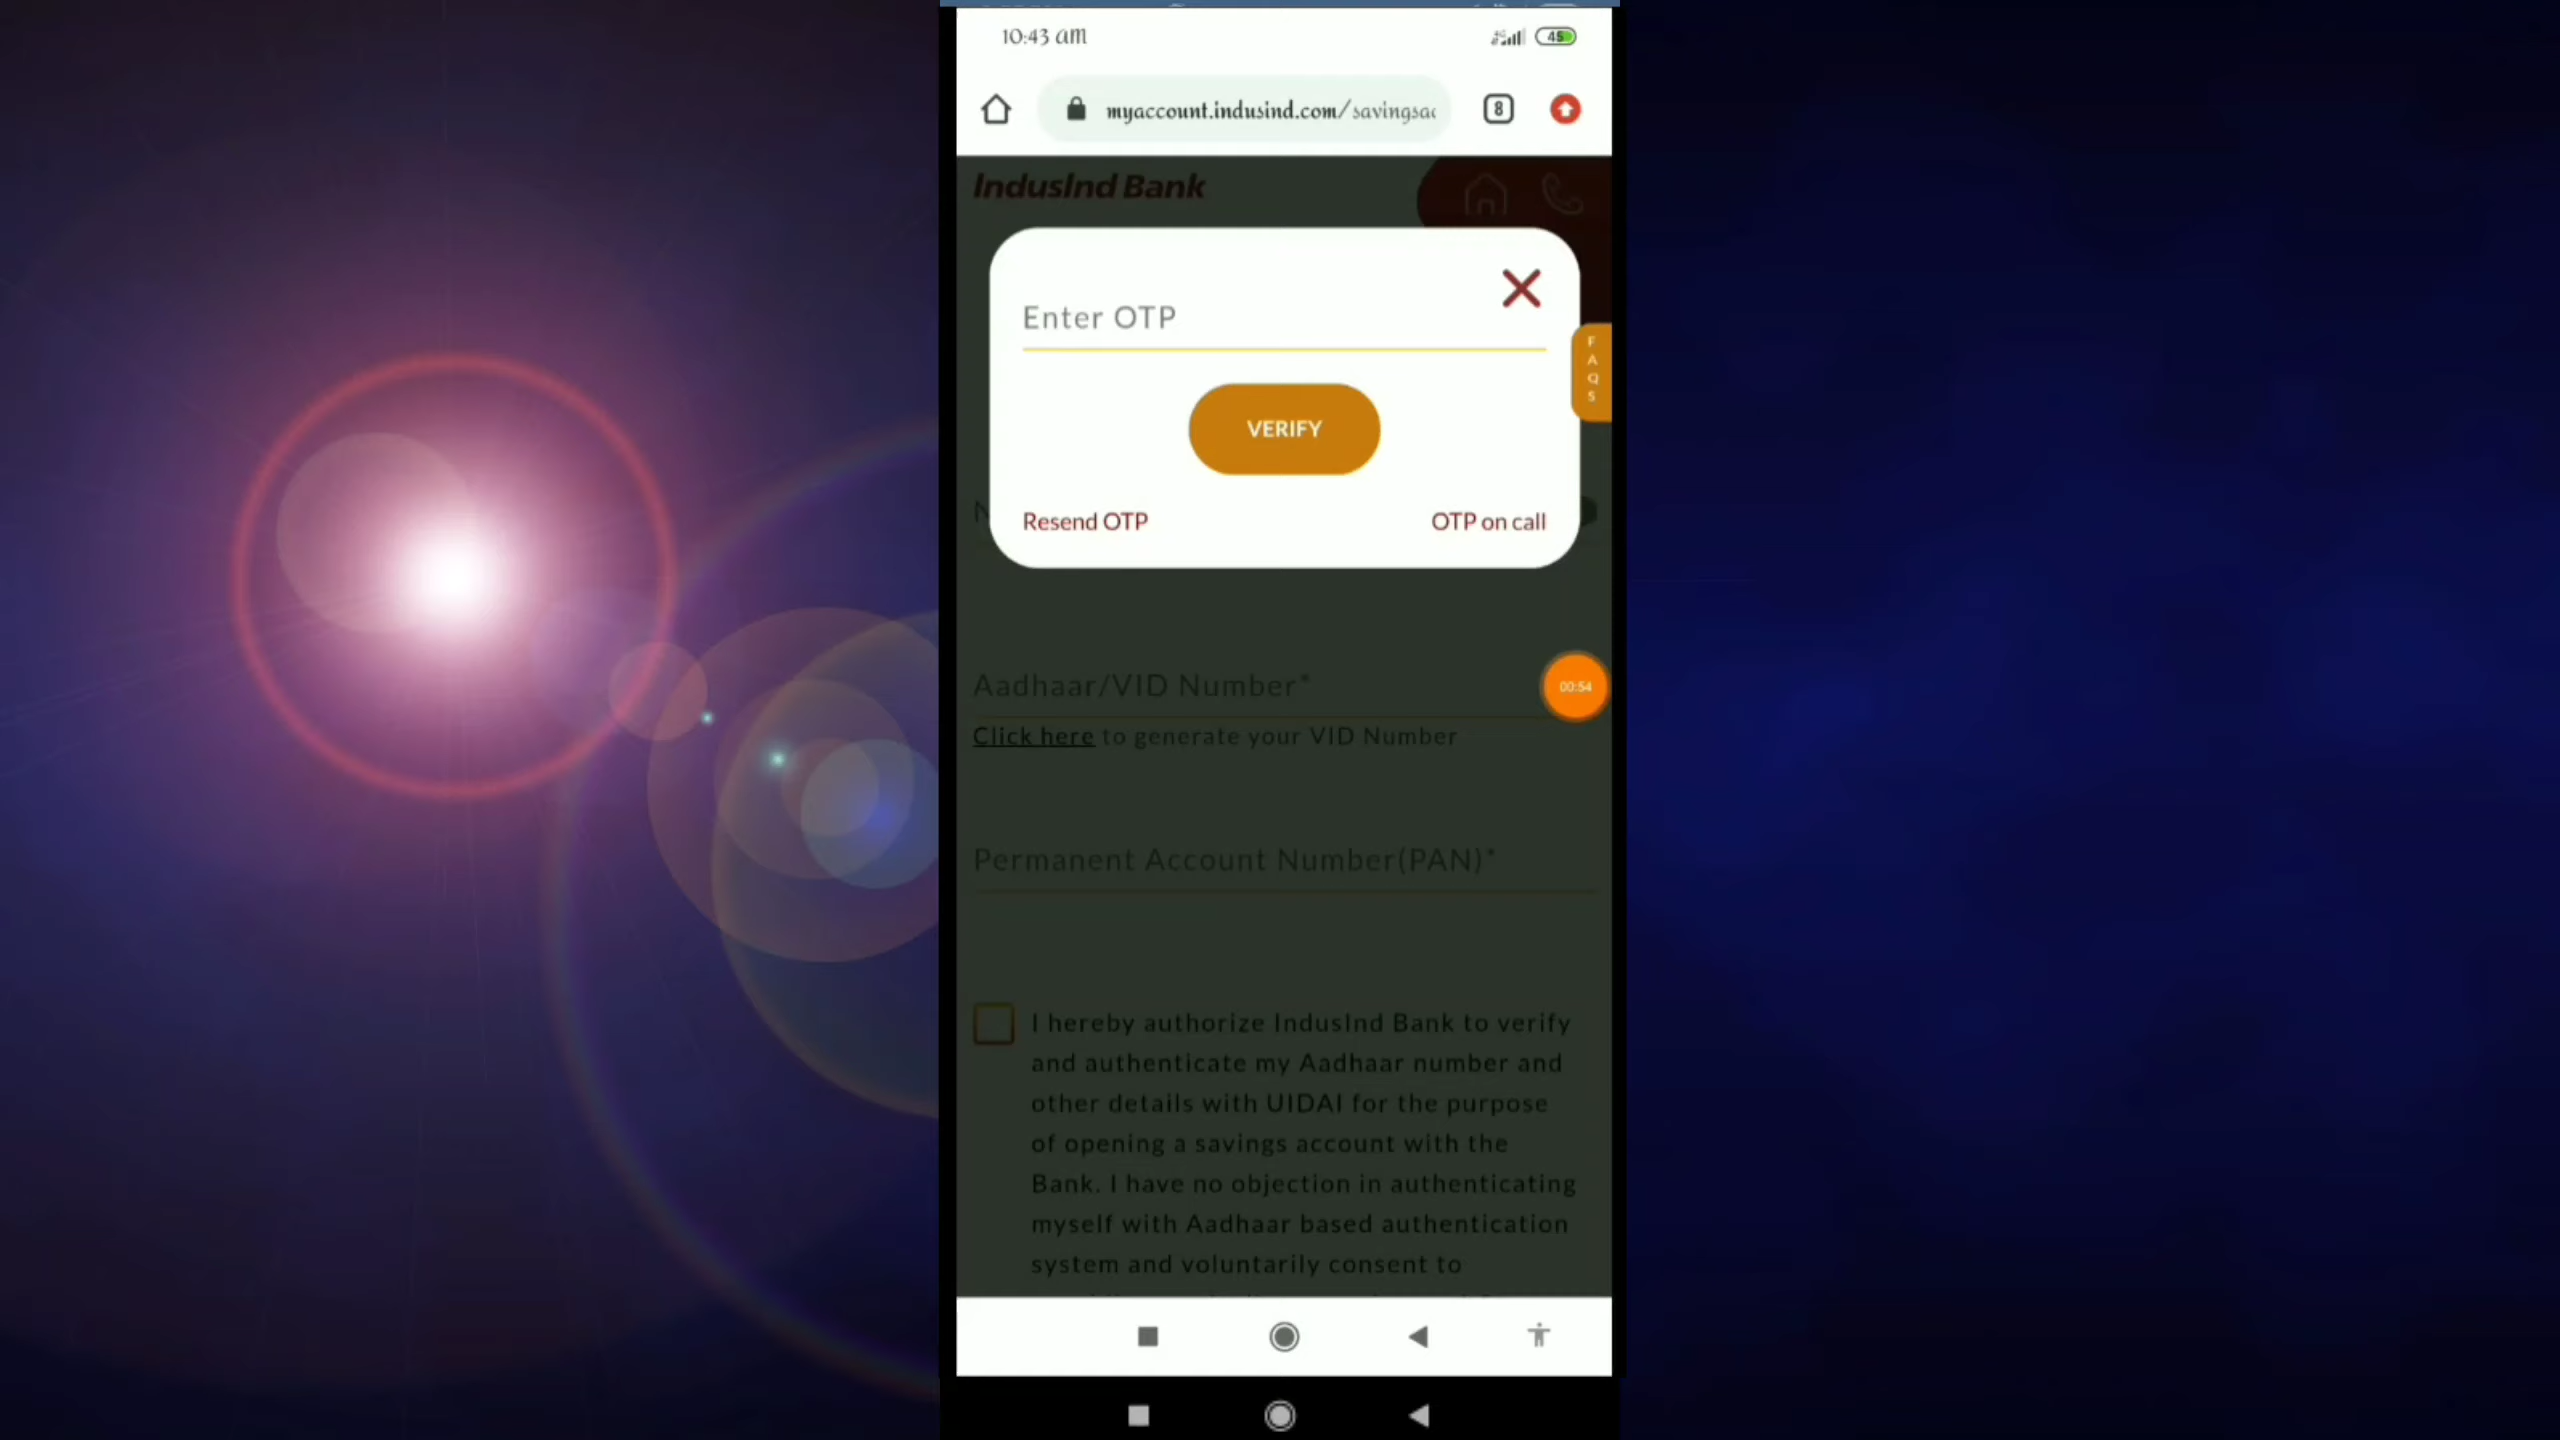 10:43 am
45
myaccount.indusind.com/savingsac
8
IndusInd Bank
Enter OTP
FAQS
VERIFY
Resend OTP
OTP on call
Aadhaar/VID Number*
00:54
Click here to generate your VID Number
Permanent Account Number(PAN)*
I hereby authorize IndusInd Bank to verify
and authenticate my Aadhaar number and
other details with UIDAI for the purpose
of opening a savings account with the
Bank. I have no objection in authenticating
myself with Aadhaar based authentication
system and voluntarily consent to